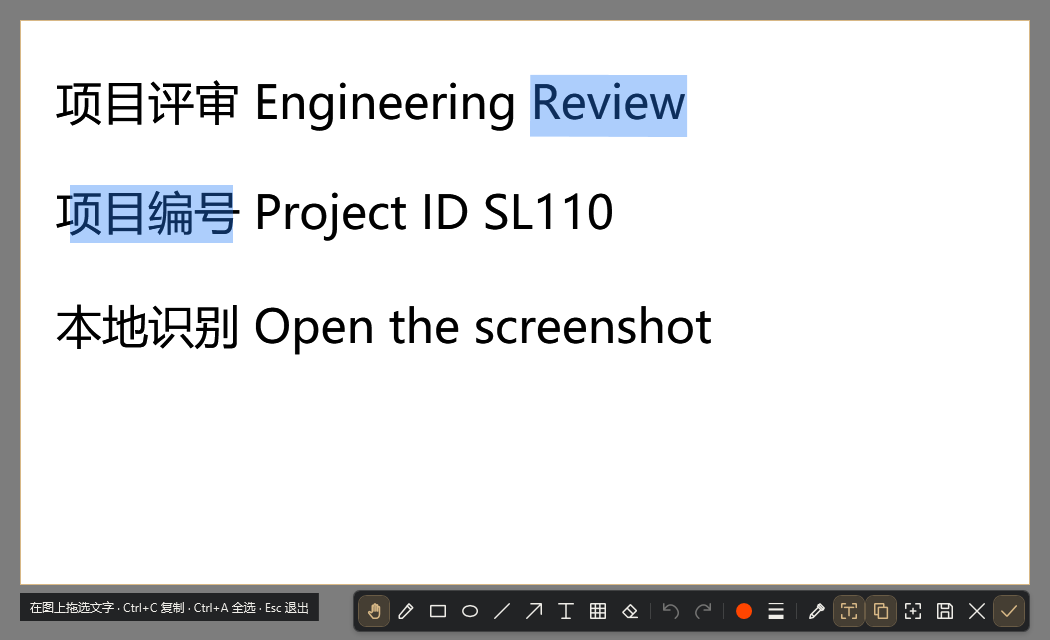 项目评审 Engineering Review
项目编号 Project ID SL110
本地识别 Open the screenshot
在图上拖选文字 · Ctrl+C 复制 · Ctrl+A 全选 · Esc 退出